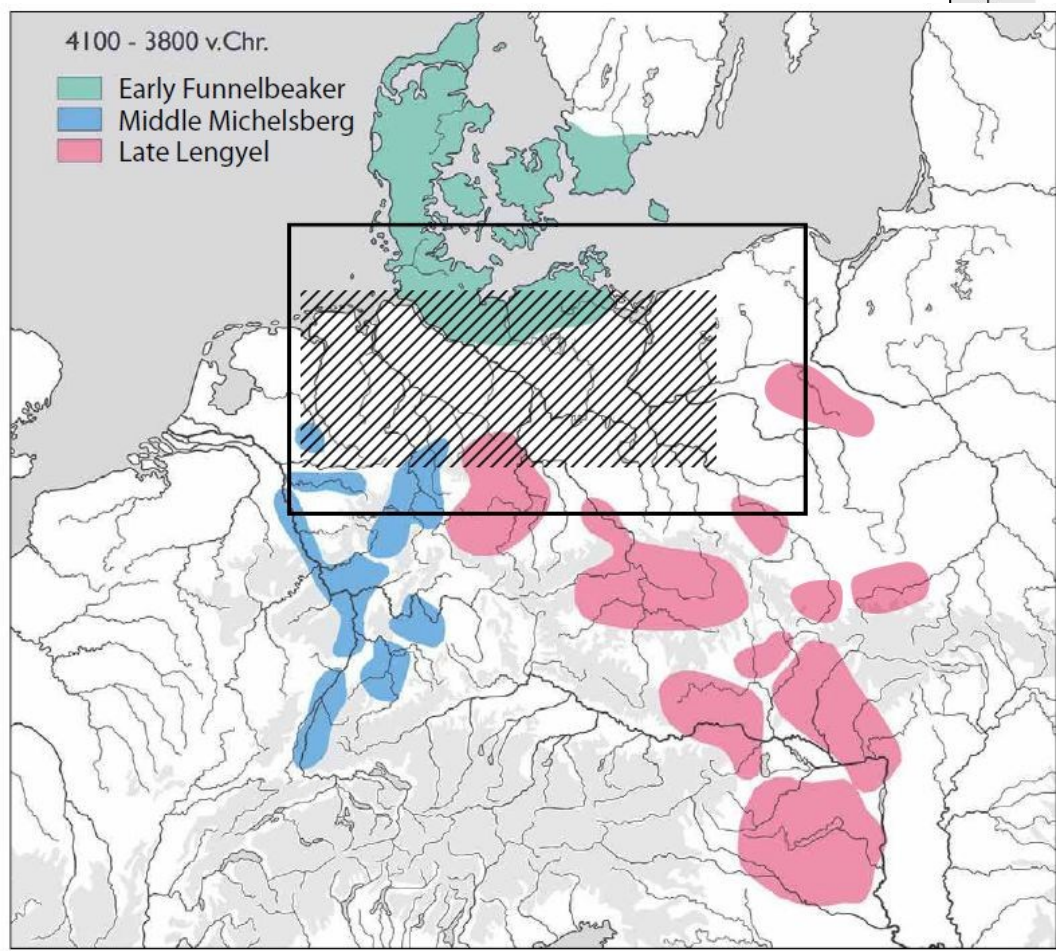 4100 - 3800 v.Chr.
Early Funnelbeaker
Middle Michelsberg
Late Lengyel